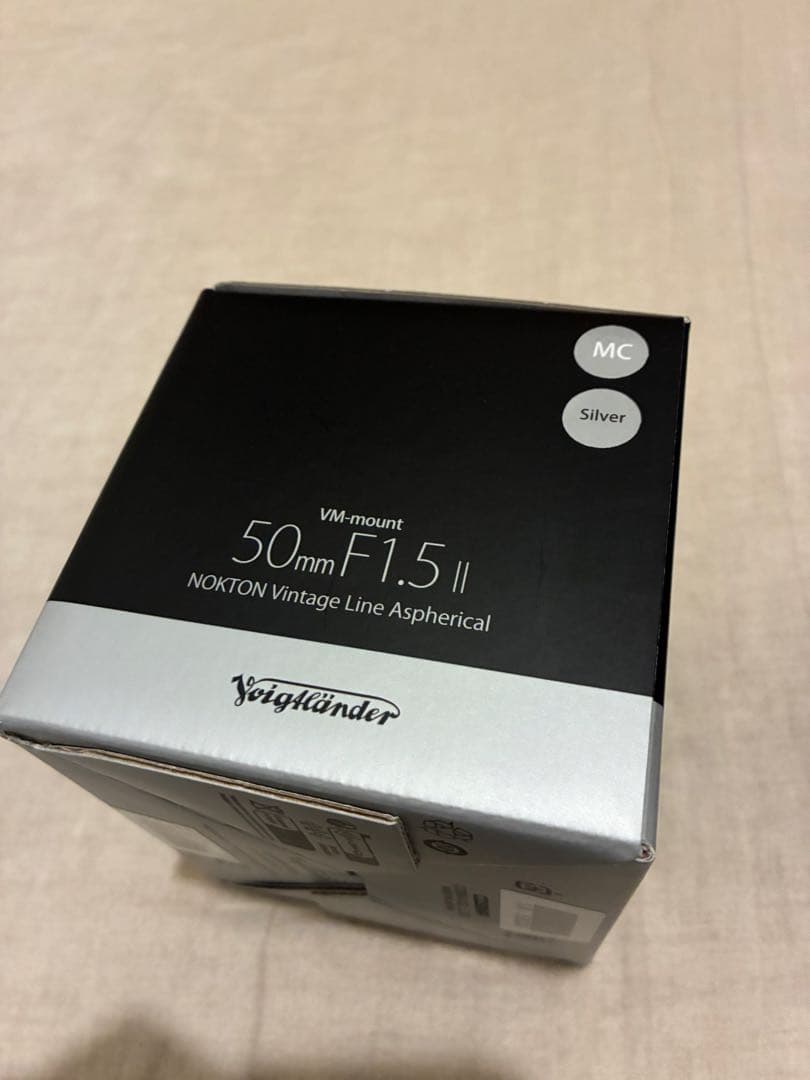 MC
Silver
VM-mount
50mm F1.5 II
NOKTON Vintage Line Aspherical
Voigtländer